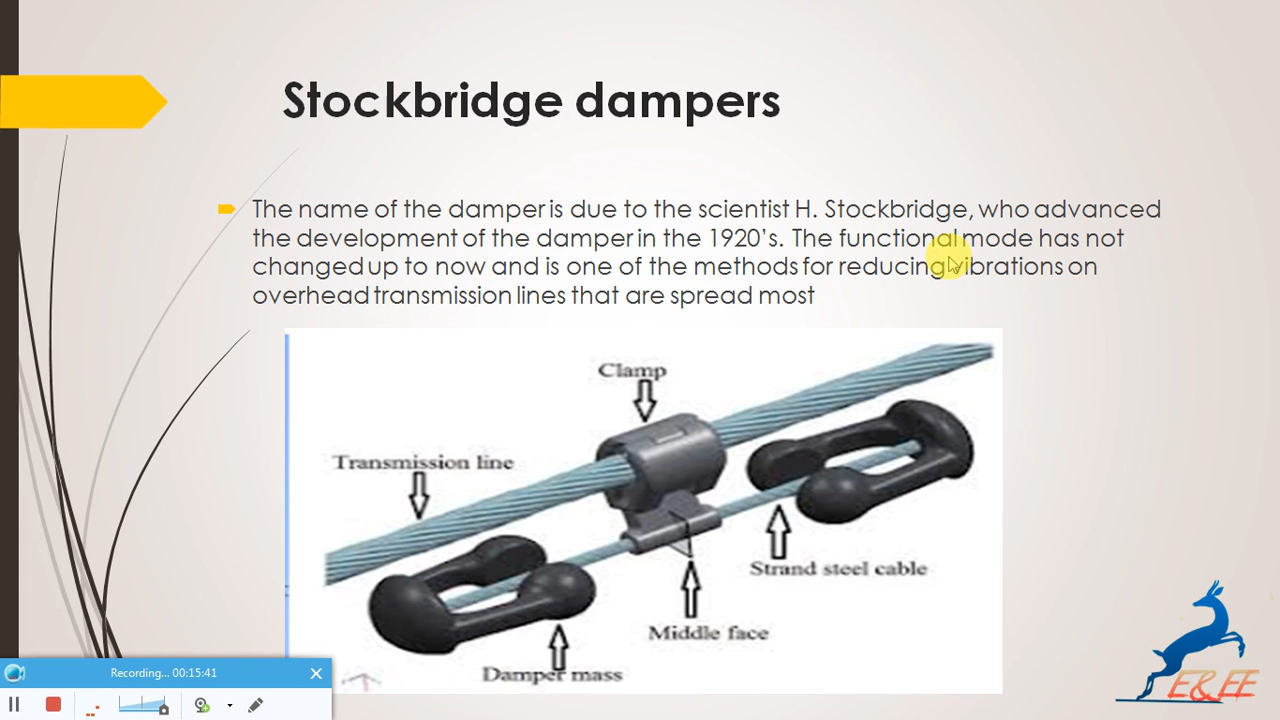 Stockbridge dampers
The name of the damper is due to the scientist H. Stockbridge, who advanced
the development of the damper in the 1920's. The functional mode has not
changed up to now and is one of the methods for reducing vibrations on
overhead transmission lines that are spread most
Clamp
Transmission line
Strand steel cable
Middle face
Damper mass
Recording... 00:15:41
E&EE